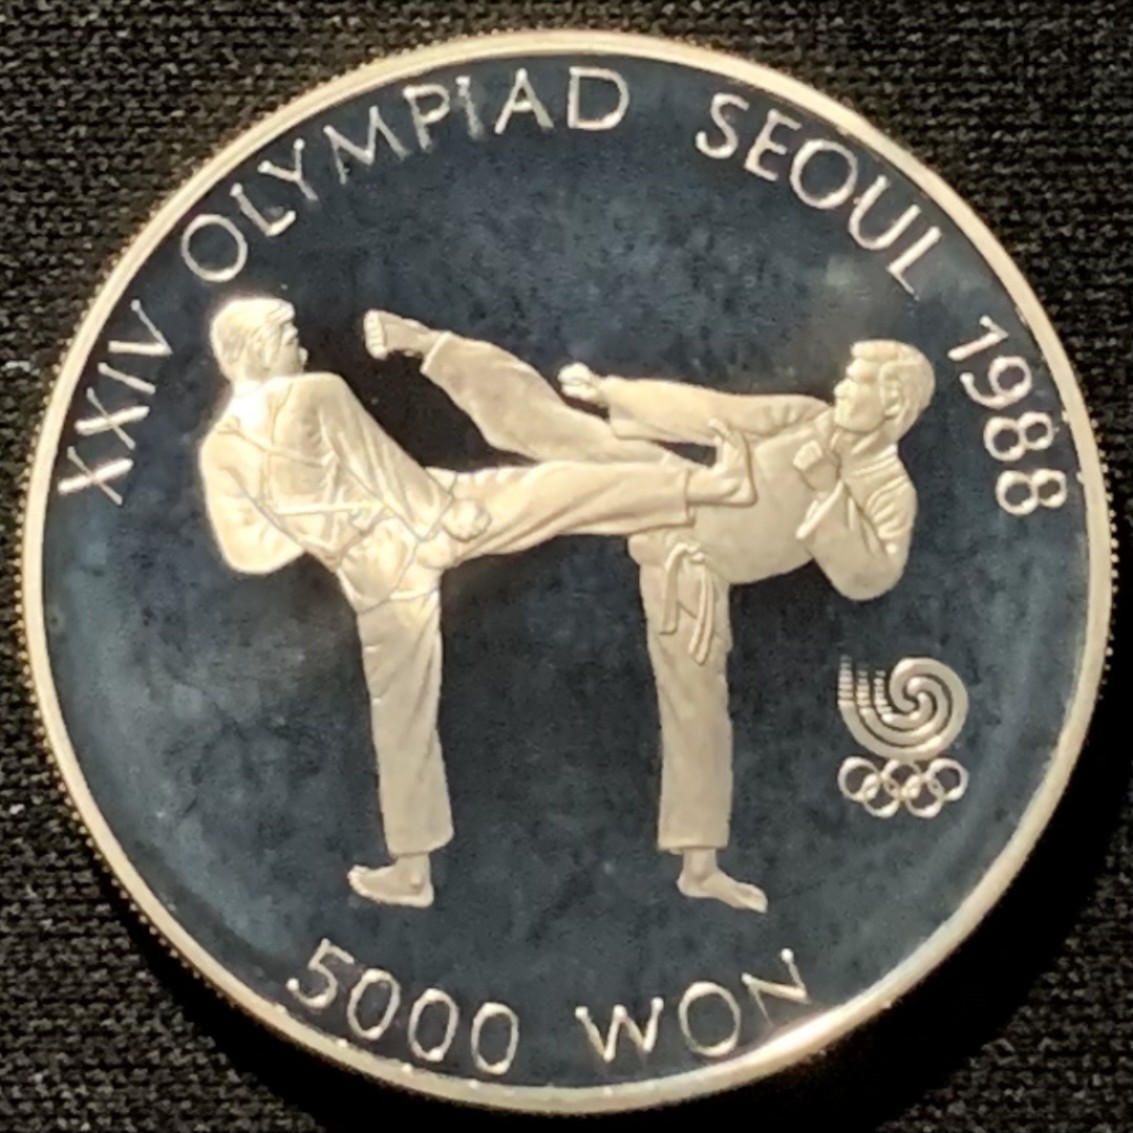 XXIV OLYMPIAD SEOUL 1988
5000 WON